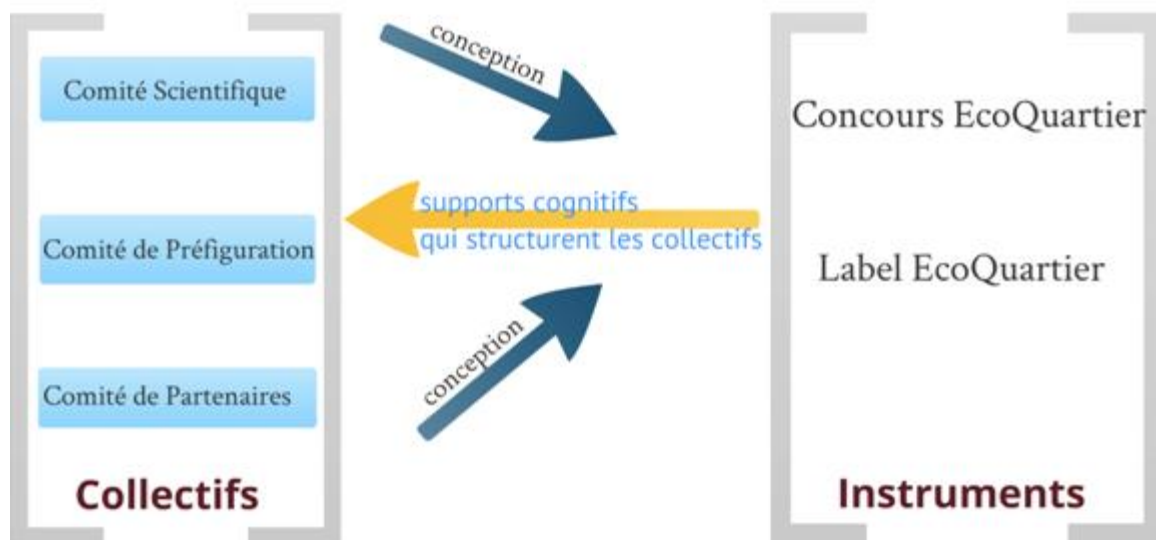 Comité Scientifique
Comité de Préfiguration
Comité de Partenaires
Collectifs
conception
supports cognitifs
qui structurent les collectifs
conception
Concours EcoQuartier
Label EcoQuartier
Instruments